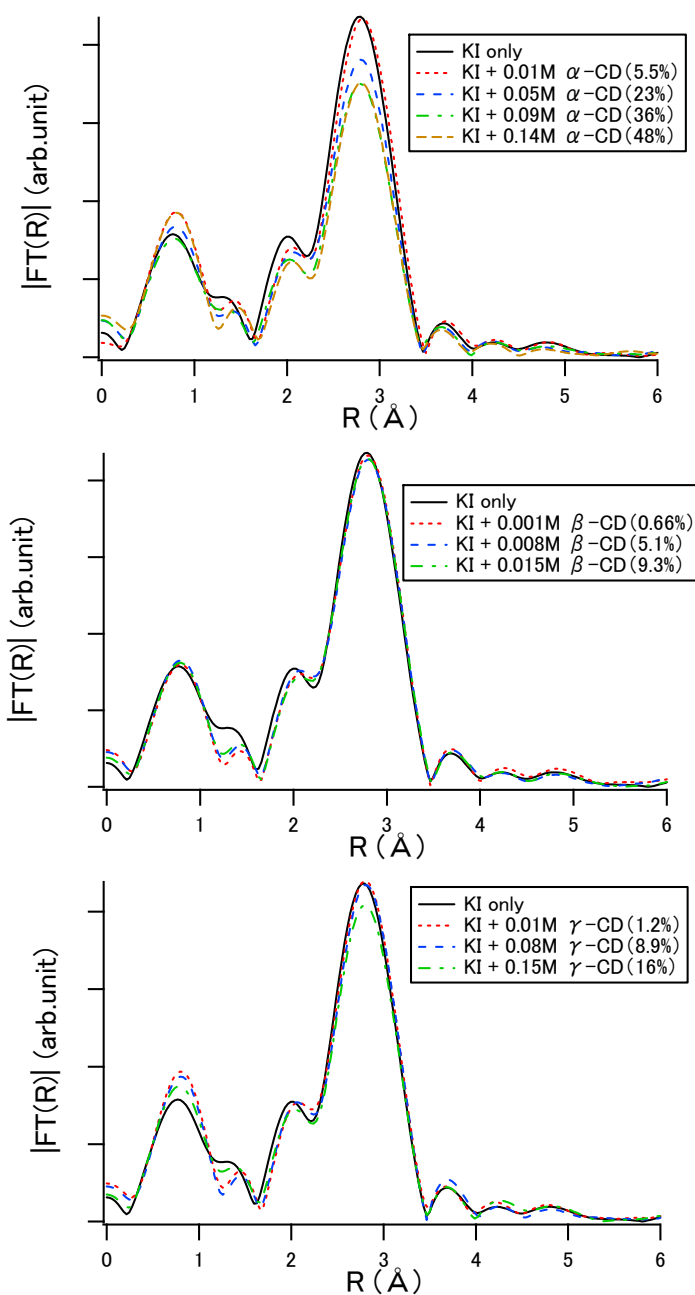 |FT(R)| (arb.unit)
KI only
KI + 0.01M α-CD(5.5%)
KI + 0.05M α-CD(23%)
KI + 0.09M α-CD(36%)
KI + 0.14M α-CD(48%)
0 1 2 3 4 5 6
R (Å)
|FT(R)| (arb.unit)
KI only
KI + 0.001M β-CD(0.66%)
KI + 0.008M β-CD(5.1%)
KI + 0.015M β-CD(9.3%)
0 1 2 3 4 5 6
R (Å)
|FT(R)| (arb.unit)
KI only
KI + 0.01M γ-CD(1.2%)
KI + 0.08M γ-CD(8.9%)
KI + 0.15M γ-CD(16%)
0 1 2 3 4 5 6
R (Å)